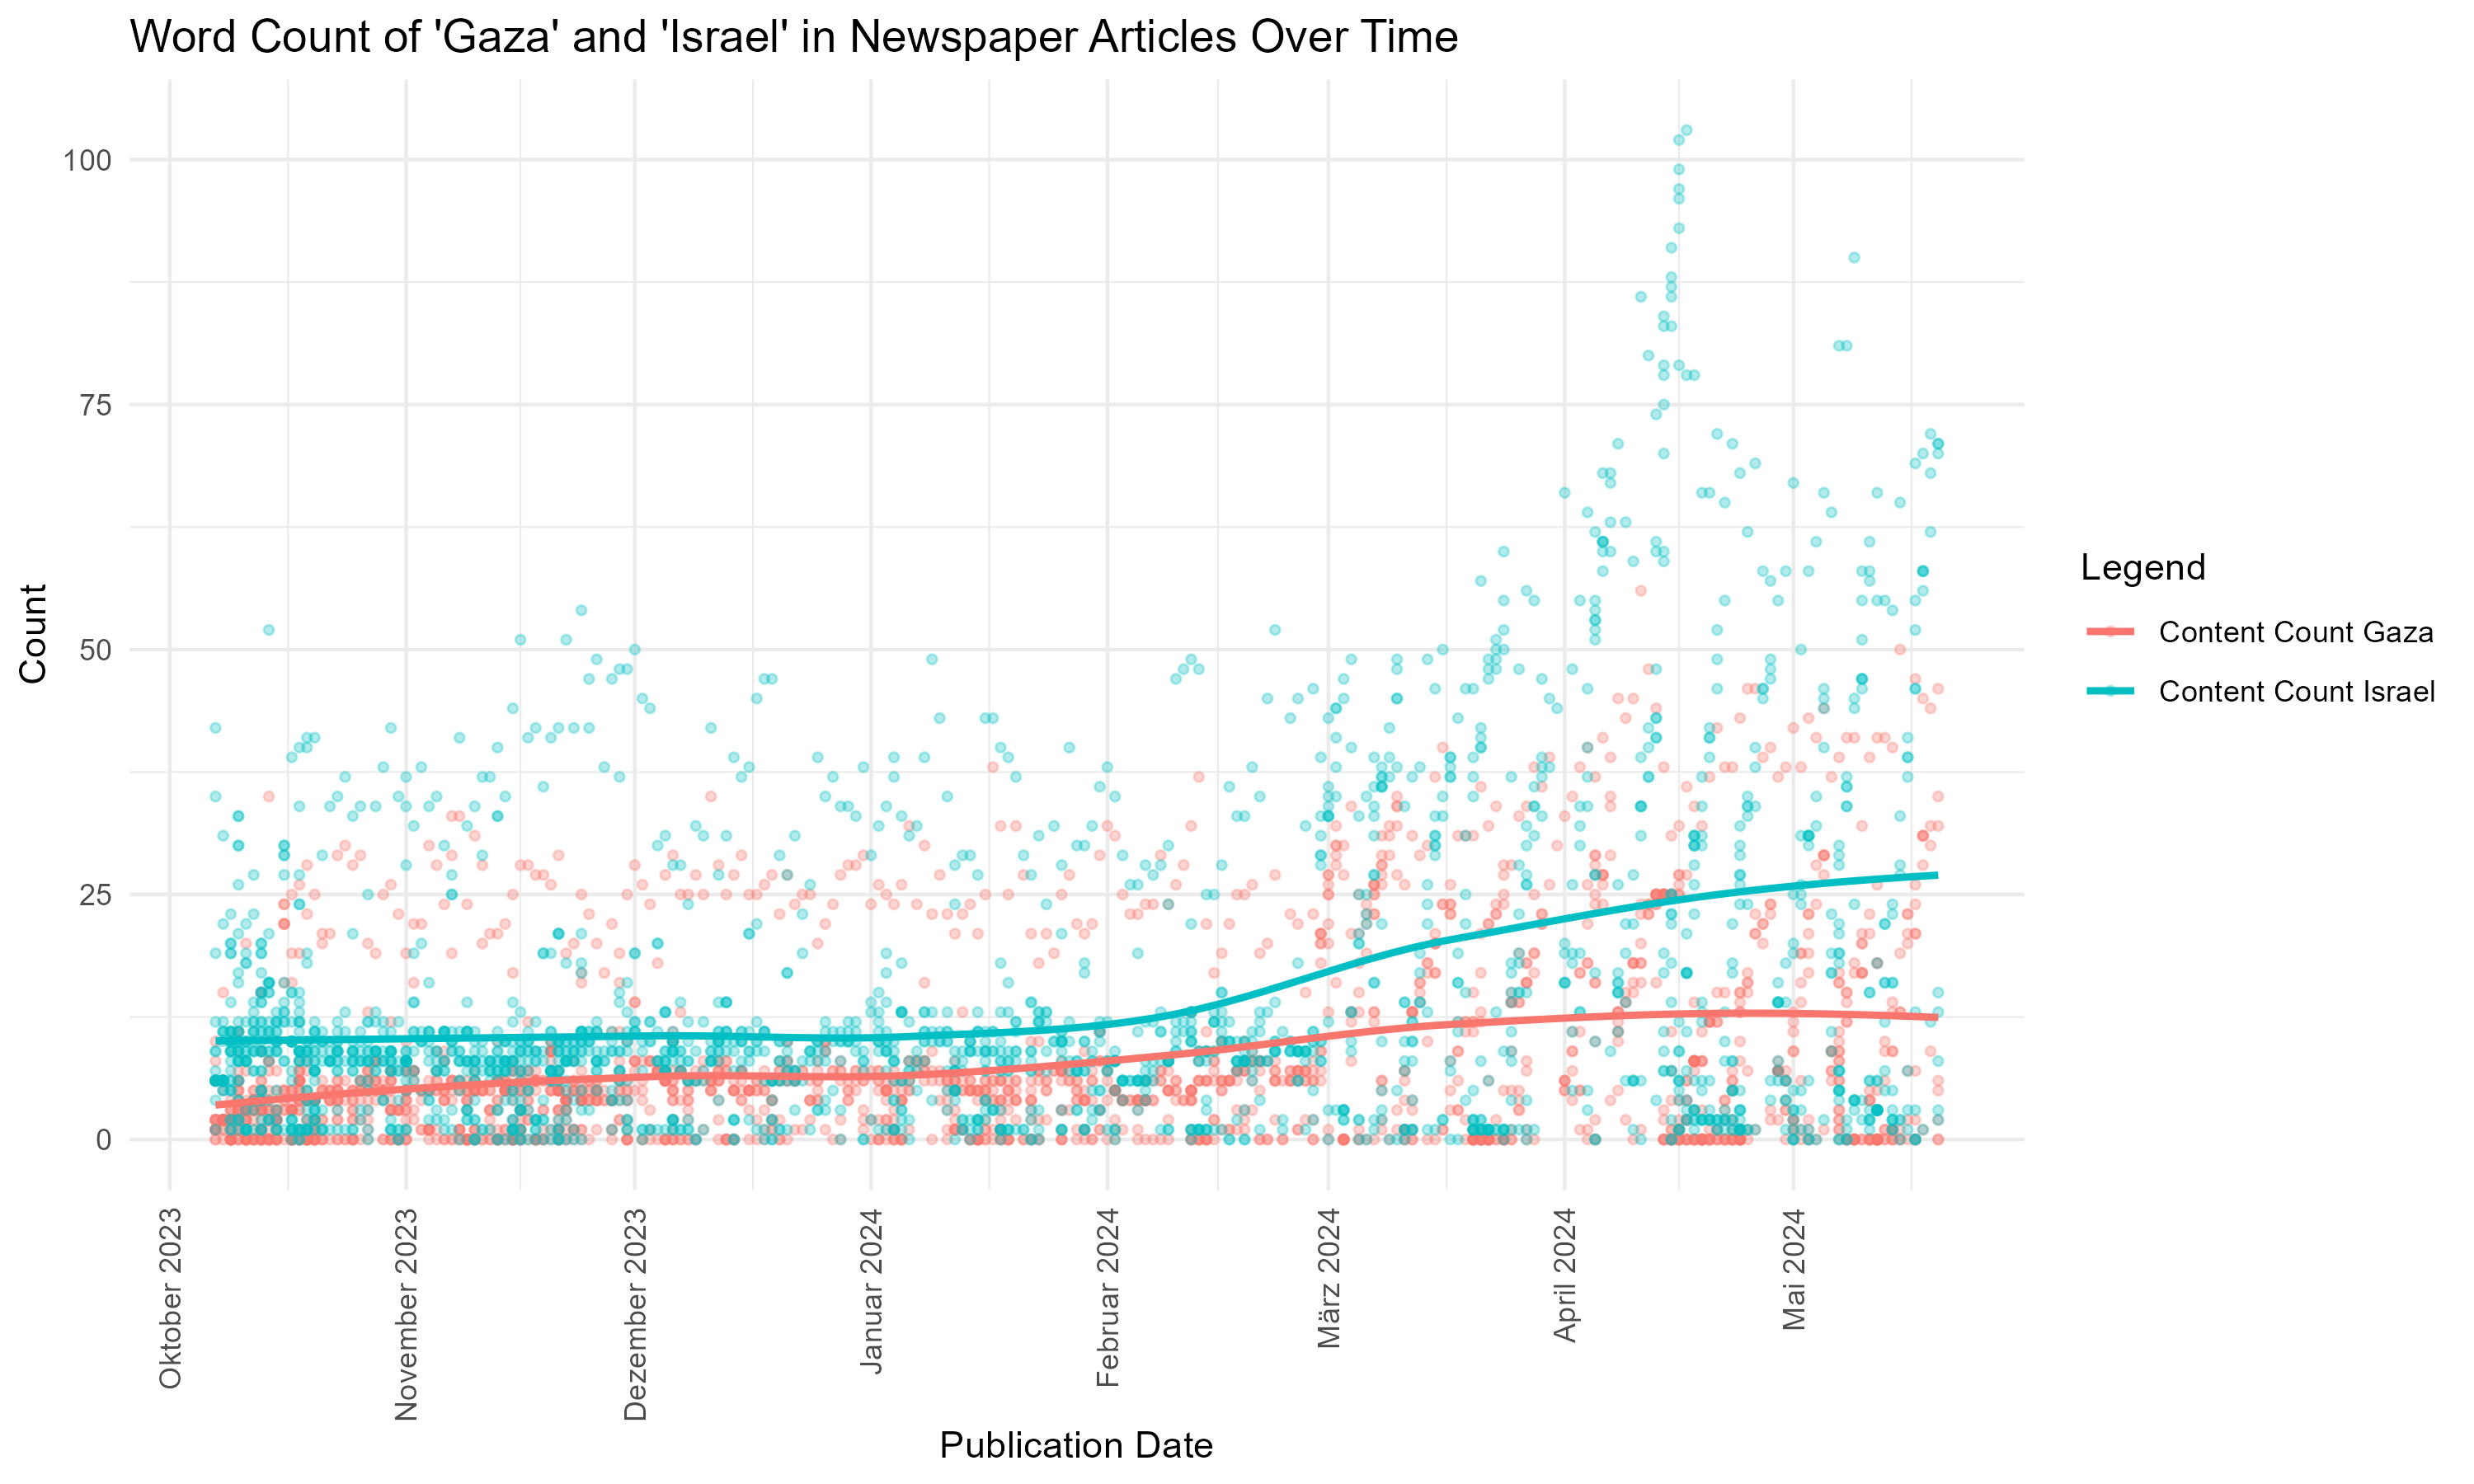 Word Count of 'Gaza' and 'Israel' in Newspaper Articles Over Time
Count
100
75
50
25
0
Oktober 2023
November 2023
Dezember 2023
Januar 2024
Februar 2024
März 2024
April 2024
Mai 2024
Publication Date
Legend
Content Count Gaza
Content Count Israel